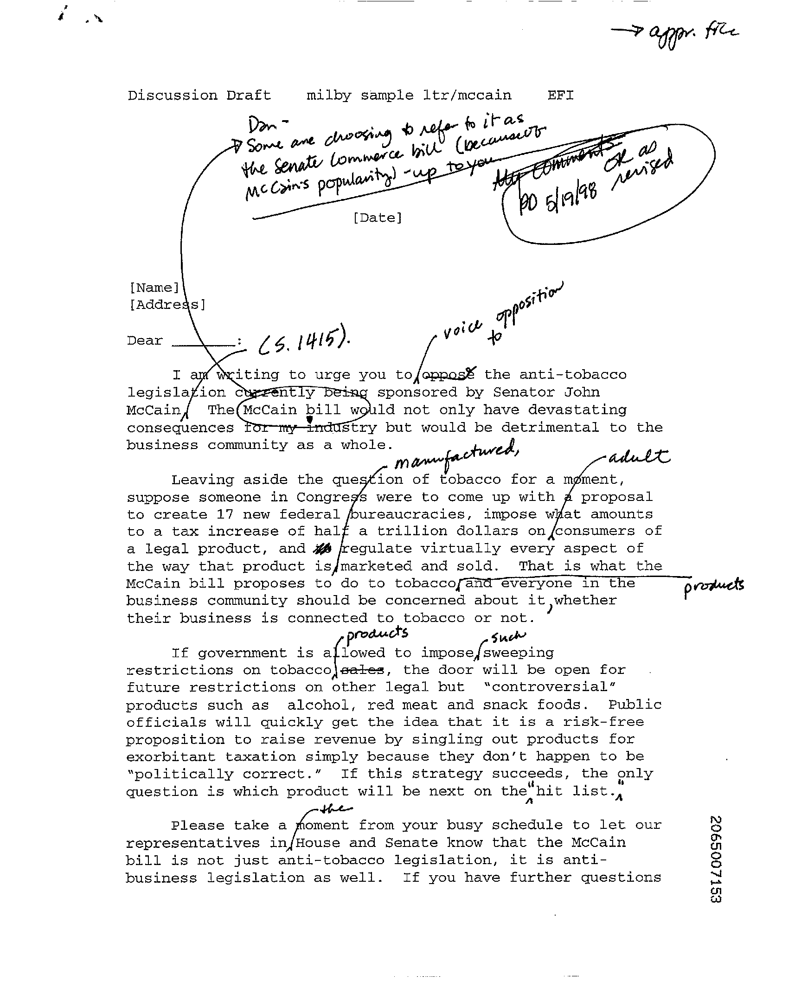 → appr. file
Discussion Draft milby sample ltr/mccain EFI
Dan -
Some are choosing to refer to it as
the Senate Commerce bill (because of
McCain's popularity) - up to you
My comments
OK as
revised
5/19/98
[Date]
[Name]
[Address]
Dear ________: (S. 1415).
voice opposition
to
I am writing to urge you to oppose the anti-tobacco
legislation currently being sponsored by Senator John
McCain. The McCain bill would not only have devastating
consequences for my industry but would be detrimental to the
business community as a whole.
manufactured,
adult
Leaving aside the question of tobacco for a moment,
suppose someone in Congress were to come up with a proposal
to create 17 new federal bureaucracies, impose what amounts
to a tax increase of half a trillion dollars on consumers of
a legal product, and regulate virtually every aspect of
the way that product is marketed and sold. That is what the
McCain bill proposes to do to tobacco, and everyone in the
products
business community should be concerned about it, whether
their business is connected to tobacco or not.
products
such
If government is allowed to impose sweeping
restrictions on tobacco sales, the door will be open for
future restrictions on other legal but "controversial"
products such as alcohol, red meat and snack foods. Public
officials will quickly get the idea that it is a risk-free
proposition to raise revenue by singling out products for
exorbitant taxation simply because they don't happen to be
"politically correct." If this strategy succeeds, the only
question is which product will be next on the "hit list."
the
Please take a moment from your busy schedule to let our
representatives in House and Senate know that the McCain
bill is not just anti-tobacco legislation, it is anti-
business legislation as well. If you have further questions
2065007153